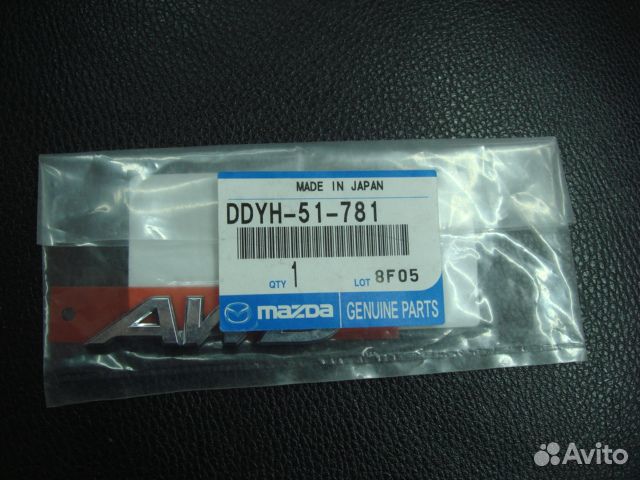 MADE IN JAPAN
DDYH-51-781
QTY 1 LOT 8F05
mazda GENUINE PARTS
AWD
Avito